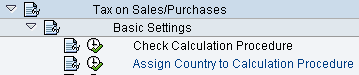 Tax on Sales/Purchases
Basic Settings
Check Calculation Procedure
Assign Country to Calculation Procedure